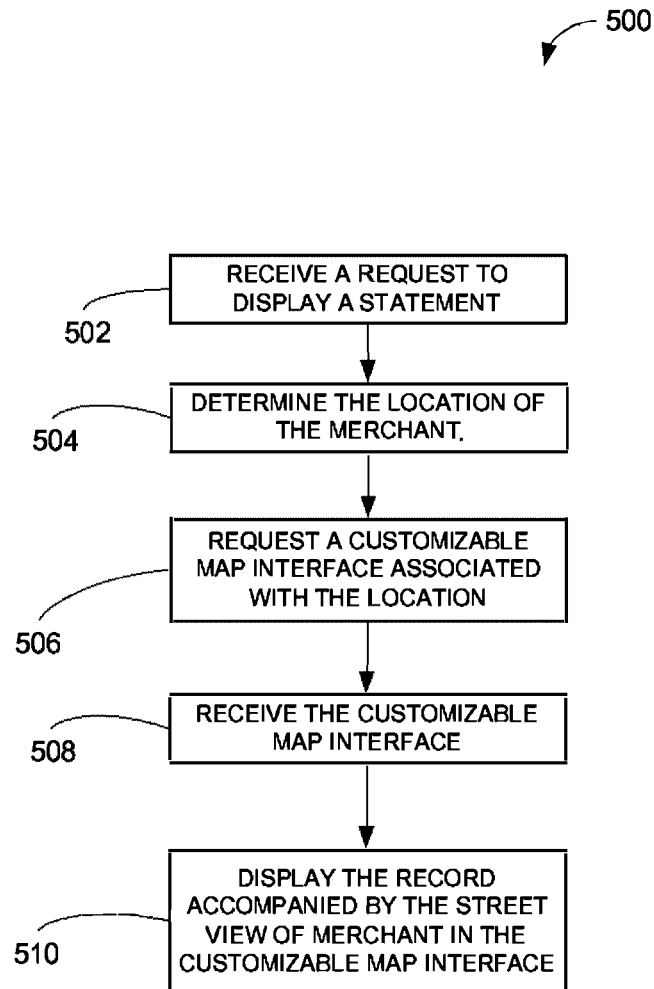 500
RECEIVE A REQUEST TO
DISPLAY A STATEMENT
502
DETERMINE THE LOCATION OF
THE MERCHANT.
504
REQUEST A CUSTOMIZABLE
MAP INTERFACE ASSOCIATED
WITH THE LOCATION
506
RECEIVE THE CUSTOMIZABLE
MAP INTERFACE
508
DISPLAY THE RECORD
ACCOMPANIED BY THE STREET
VIEW OF MERCHANT IN THE
CUSTOMIZABLE MAP INTERFACE
510